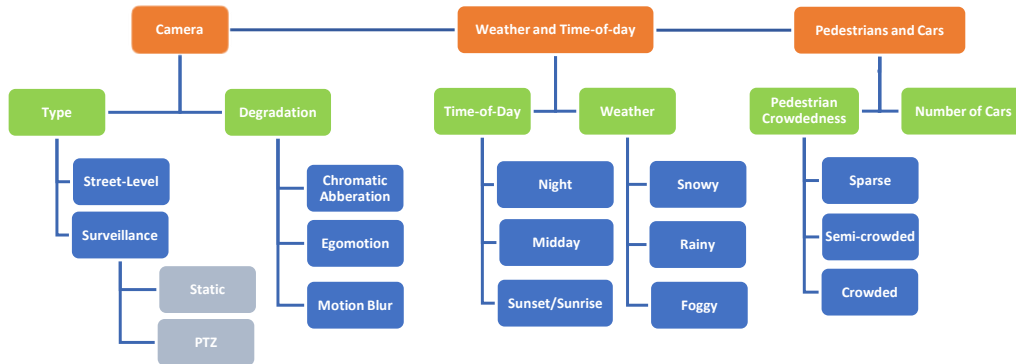 Camera
Weather and Time-of-day
Pedestrians and Cars
Type
Degradation
Time-of-Day
Weather
Pedestrian
Crowdedness
Number of Cars
Street-Level
Surveillance
Static
PTZ
Chromatic
Abberation
Egomotion
Motion Blur
Night
Midday
Sunset/Sunrise
Snowy
Rainy
Foggy
Sparse
Semi-crowded
Crowded